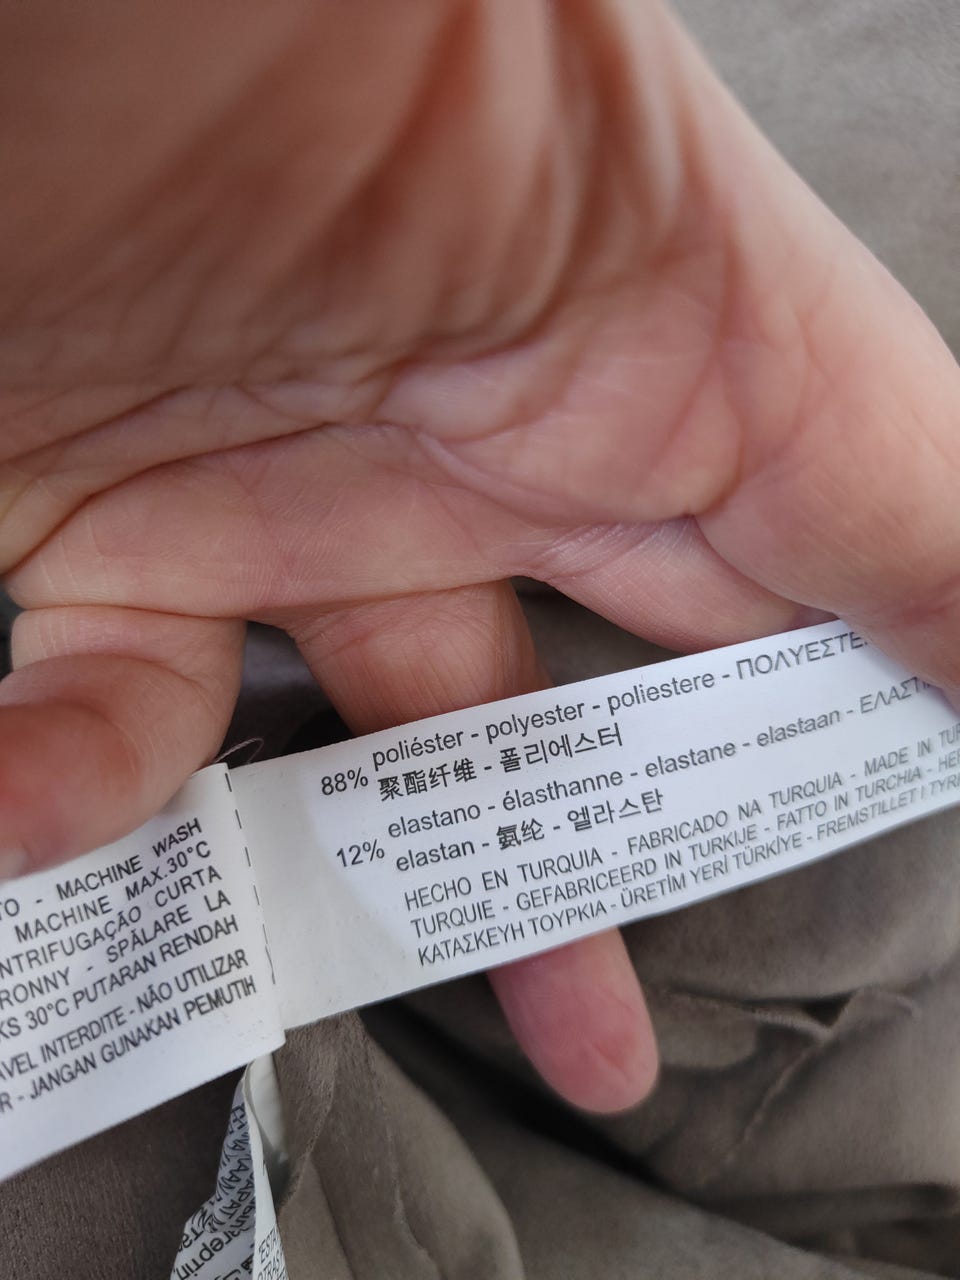 88%
poliéster - polyester - poliestere - ΠΟΛΥΕΣΤΕ
聚酯纤维 - 폴리에스터
12%
elastano - élasthanne - elastane - elastaan - ΕΛΑΣΤ
elastan - 氨纶 - 엘라스탄
HECHO EN TURQUIA - FABRICADO NA TURQUIA - MADE IN TUR
TURQUIE - GEFABRICEERD IN TURKIJE - FATTO IN TURCHIA - HER
ΚΑΤΑΣΚΕΥΗ ΤΟΥΡΚΙΑ - ÜRETİM YERİ TÜRKİYE - FREMSTILLET I TYRK
TO - MACHINE WASH
MACHINE MAX.30°C
NTRIFUGAÇÃO CURTA
RONNY - SPĂLARE LA
KS 30°C PUTARAN RENDAH
AVEL INTERDITE - NÃO UTILIZAR
R - JANGAN GUNAKAN PEMUTIH